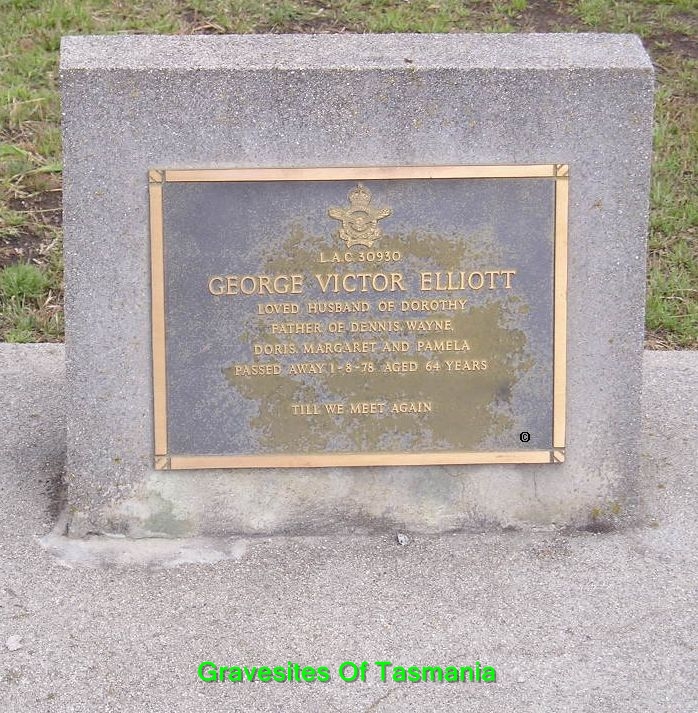 L.A.C. 30930
GEORGE VICTOR ELLIOTT
LOVED HUSBAND OF DOROTHY
FATHER OF DENNIS, WAYNE,
DORIS, MARGARET AND PAMELA
PASSED AWAY 1-8-78 AGED 64 YEARS
TILL WE MEET AGAIN
©
Gravesites Of Tasmania